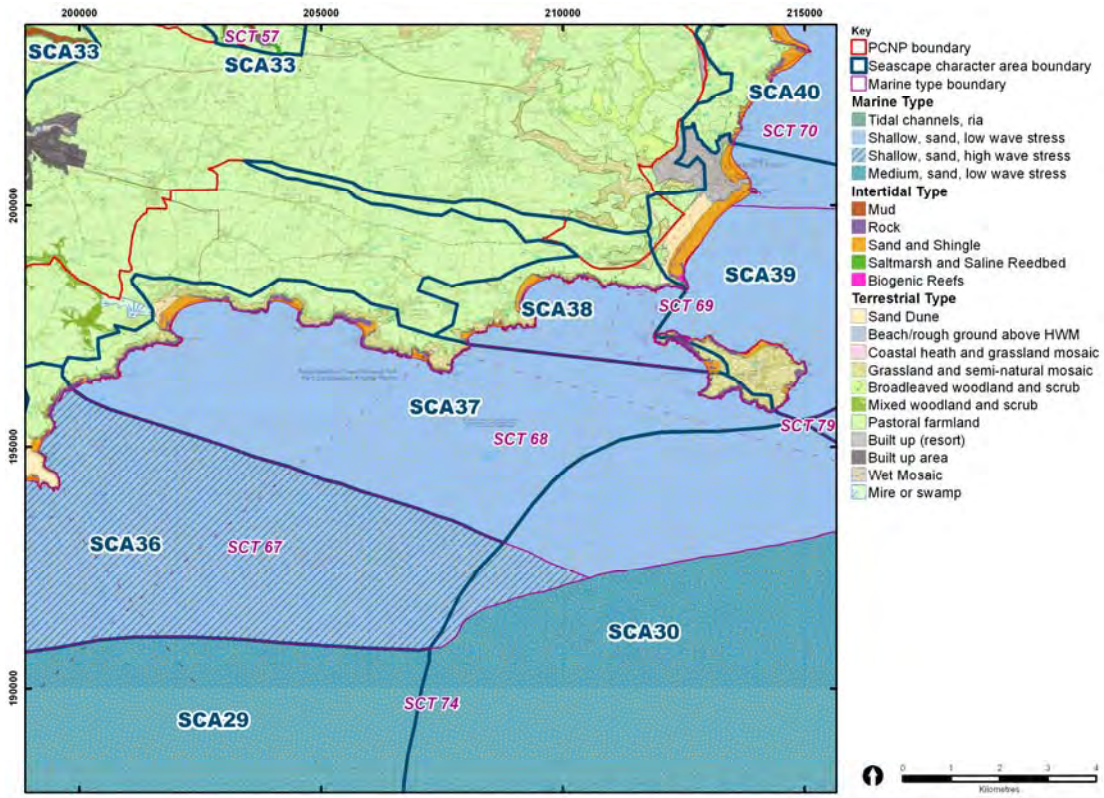 200000
205000
210000
215000
SCT 57
SCA33
SCA33
SCA40
SCT 70
200000
SCA39
SCA38
SCT 69
SCA37
SCT 79
SCT 68
195000
SCA36
SCT 67
SCA30
190000
SCT 74
SCA29
Key
PCNP boundary
Seascape character area boundary
Marine type boundary
Marine Type
Tidal channels, ria
Shallow, sand, low wave stress
Shallow, sand, high wave stress
Medium, sand, low wave stress
Intertidal Type
Mud
Rock
Sand and Shingle
Saltmarsh and Saline Reedbed
Biogenic Reefs
Terrestrial Type
Sand Dune
Beach/rough ground above HWM
Coastal heath and grassland mosaic
Grassland and semi-natural mosaic
Broadleaved woodland and scrub
Mixed woodland and scrub
Pastoral farmland
Built up (resort)
Built up area
Wet Mosaic
Mire or swamp
0 1 2 3 4
Kilometres